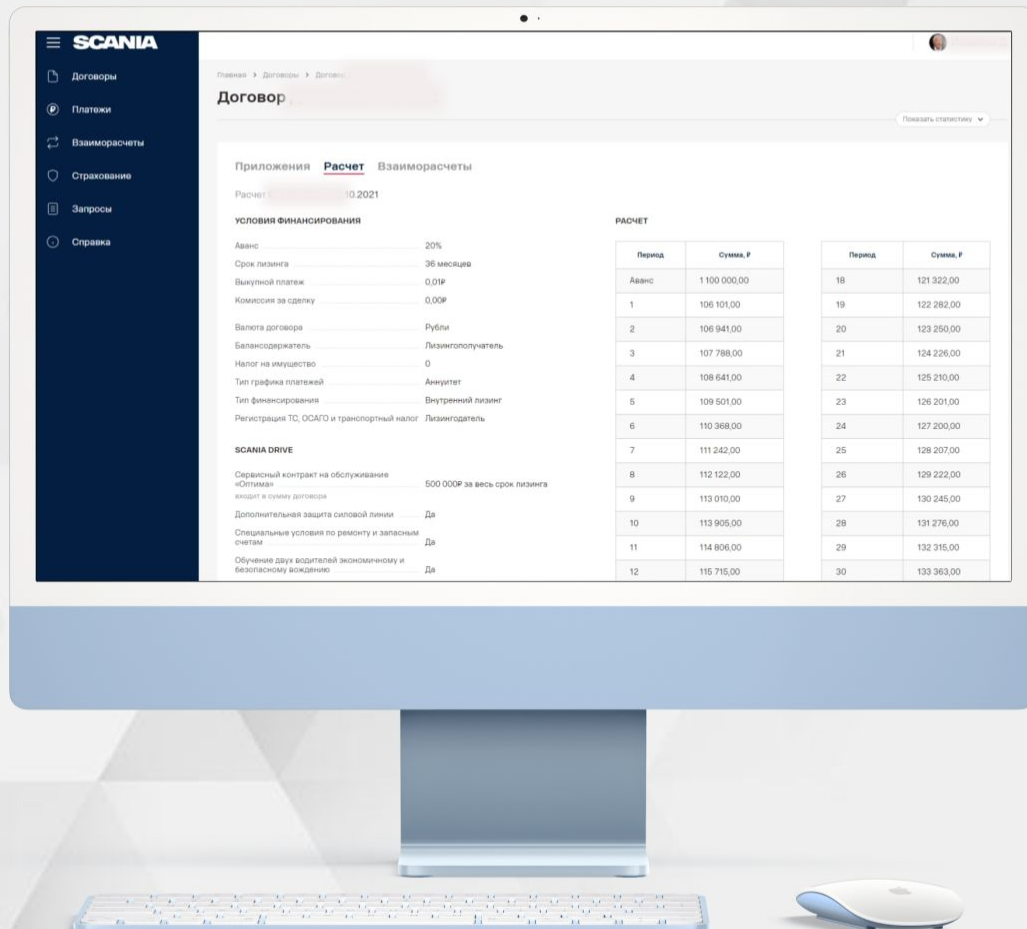 SCANIA
Договоры
Платежи
Взаиморасчеты
Страхование
Запросы
Справка
Главная > Договоры > Договор
Договор
Показать статистику
Приложения Расчет Взаиморасчеты
Расчет 10.2021
УСЛОВИЯ ФИНАНСИРОВАНИЯ
Аванс 20%
Срок лизинга 36 месяцев
Выкупной платеж 0,01₽
Комиссия за сделку 0,00₽
Валюта договора Рубли
Балансодержатель Лизингополучатель
Налог на имущество 0
Тип графика платежей Аннуитет
Тип финансирования Внутренний лизинг
Регистрация ТС, ОСАГО и транспортный налог Лизингодатель
SCANIA DRIVE
Сервисный контракт на обслуживание
«Оптима» 500 000₽ за весь срок лизинга
входит в сумму договора
Дополнительная защита силовой линии Да
Специальные условия по ремонту и запасным
счетам Да
Обучение двух водителей экономичному и
безопасному вождению Да
РАСЧЕТ
Период Сумма, ₽
Аванс 1 100 000,00
1 106 101,00
2 106 941,00
3 107 788,00
4 108 641,00
5 109 501,00
6 110 368,00
7 111 242,00
8 112 122,00
9 113 010,00
10 113 905,00
11 114 806,00
12 115 715,00
Период Сумма, ₽
18 121 322,00
19 122 282,00
20 123 250,00
21 124 226,00
22 125 210,00
23 126 201,00
24 127 200,00
25 128 207,00
26 129 222,00
27 130 245,00
28 131 276,00
29 132 315,00
30 133 363,00